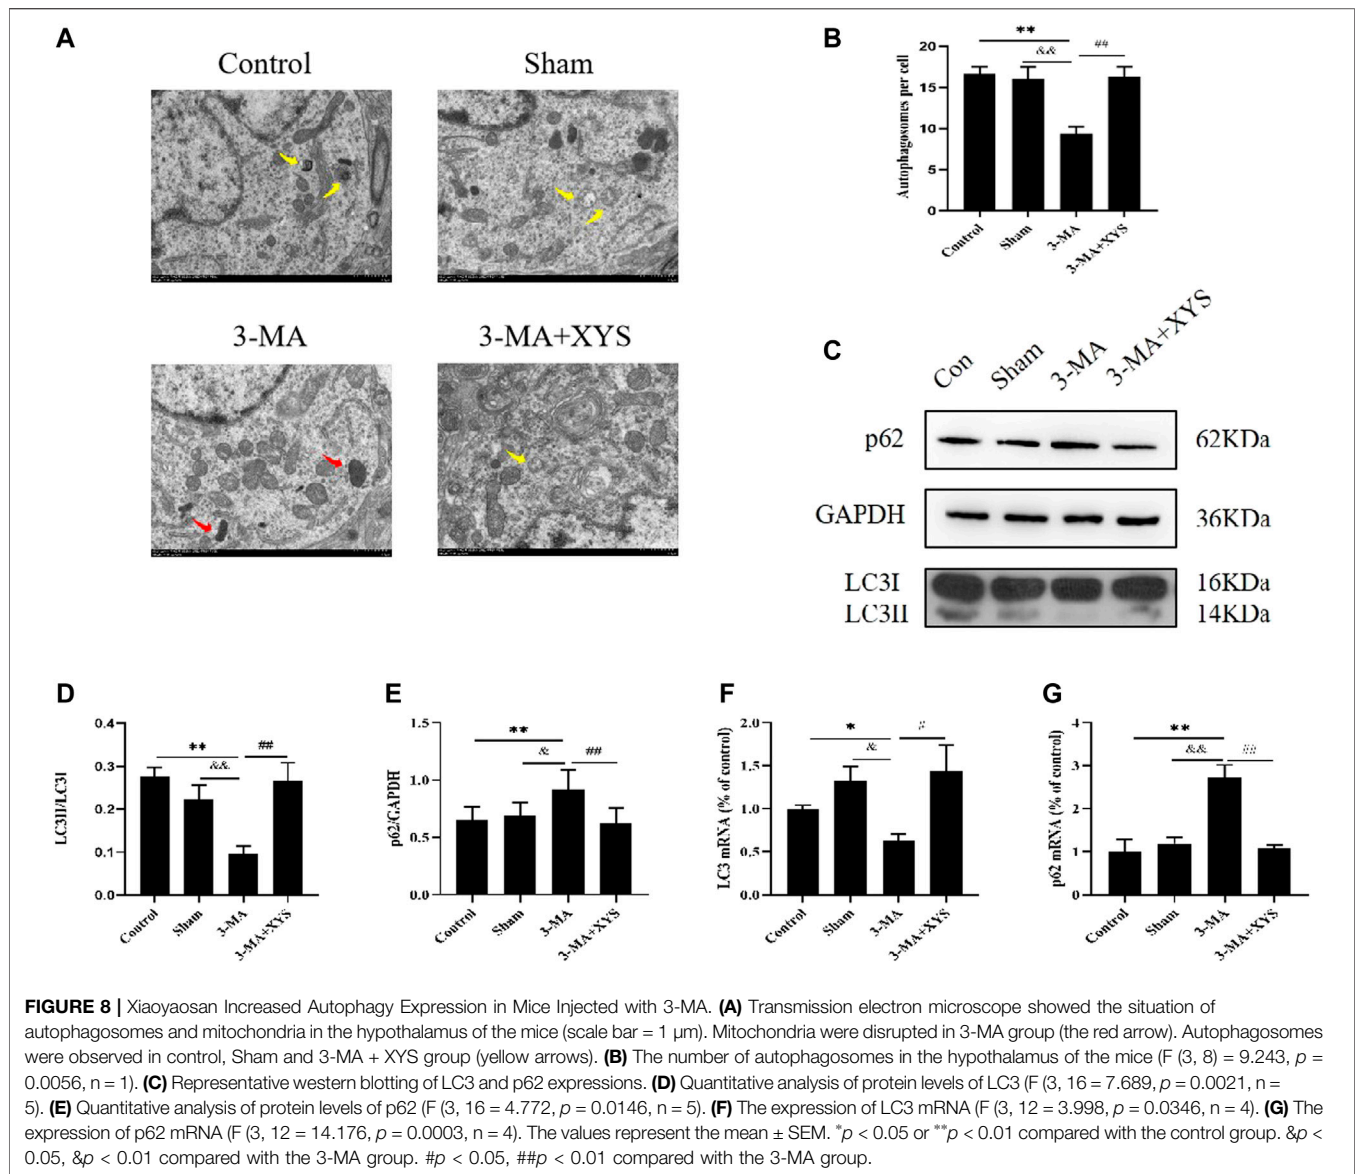 A
Control
Sham
3-MA
3-MA+XYS
B
**
&&
##
Autophagosomes per cell
20
15
10
5
0
Control
Sham
3-MA
3-MA+XYS
C
Con
Sham
3-MA
3-MA+XYS
p62
62KDa
GAPDH
36KDa
LC3I
16KDa
LC3II
14KDa
D
LC3II/LC3I
0.4
0.3
0.2
0.1
0.0
**
&&
##
Control
Sham
3-MA
3-MA+XYS
E
p62/GAPDH
1.5
1.0
0.5
0.0
**
&
##
Control
Sham
3-MA
3-MA+XYS
F
LC3 mRNA (% of control)
2.0
1.5
1.0
0.5
0.0
*
&
#
Control
Sham
3-MA
3-MA+XYS
G
p62 mRNA (% of control)
4
3
2
1
0
**
&&
##
Control
Sham
3-MA
3-MA+XYS
FIGURE 8 | Xiaoyaosan Increased Autophagy Expression in Mice Injected with 3-MA. (A) Transmission electron microscope showed the situation of
autophagosomes and mitochondria in the hypothalamus of the mice (scale bar = 1 μm). Mitochondria were disrupted in 3-MA group (the red arrow). Autophagosomes
were observed in control, Sham and 3-MA + XYS group (yellow arrows). (B) The number of autophagosomes in the hypothalamus of the mice (F (3, 8) = 9.243, p =
0.0056, n = 1). (C) Representative western blotting of LC3 and p62 expressions. (D) Quantitative analysis of protein levels of LC3 (F (3, 16 = 7.689, p = 0.0021, n =
5). (E) Quantitative analysis of protein levels of p62 (F (3, 16 = 4.772, p = 0.0146, n = 5). (F) The expression of LC3 mRNA (F (3, 12 = 3.998, p = 0.0346, n = 4). (G) The
expression of p62 mRNA (F (3, 12 = 14.176, p = 0.0003, n = 4). The values represent the mean ± SEM. *p < 0.05 or **p < 0.01 compared with the control group. &p <
0.05, &p < 0.01 compared with the 3-MA group. #p < 0.05, ##p < 0.01 compared with the 3-MA group.